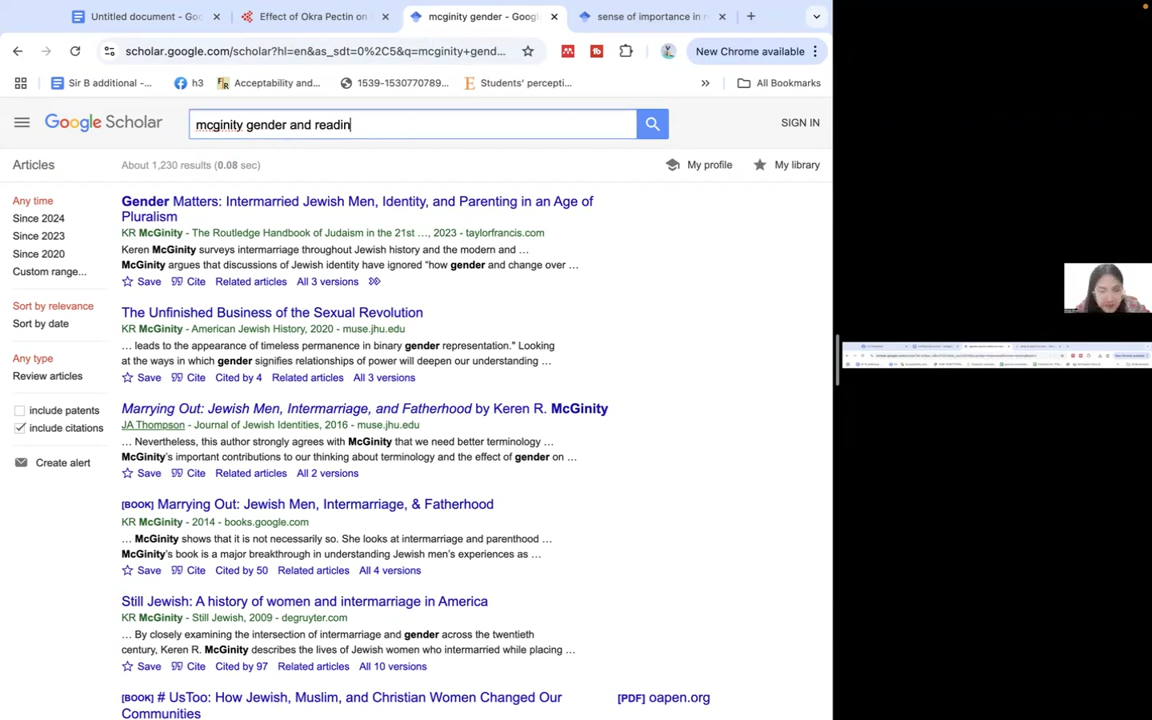 Untitled document - Goo
Effect of Okra Pectin on
mcginity gender - Google
sense of importance in r
scholar.google.com/scholar?hl=en&as_sdt=0%2C5&q=mcginity+gend...
New Chrome available
Sir B additional -...
h3
Acceptability and...
1539-1530770789...
Students' percepti...
All Bookmarks
Google Scholar
mcginity gender and readin
SIGN IN
Articles
About 1,230 results (0.08 sec)
My profile
My library
Any time
Since 2024
Since 2023
Since 2020
Custom range...
Sort by relevance
Sort by date
Any type
Review articles
include patents
include citations
Create alert
Gender Matters: Intermarried Jewish Men, Identity, and Parenting in an Age of
Pluralism
KR McGinity - The Routledge Handbook of Judaism in the 21st …, 2023 - taylorfrancis.com
Keren McGinity surveys intermarriage throughout Jewish history and the modern and …
McGinity argues that discussions of Jewish identity have ignored “how gender and change over …
Save Cite Related articles All 3 versions
The Unfinished Business of the Sexual Revolution
KR McGinity - American Jewish History, 2020 - muse.jhu.edu
… leads to the appearance of timeless permanence in binary gender representation." Looking
at the ways in which gender signifies relationships of power will deepen our understanding …
Save Cite Cited by 4 Related articles All 3 versions
Marrying Out: Jewish Men, Intermarriage, and Fatherhood by Keren R. McGinity
JA Thompson - Journal of Jewish Identities, 2016 - muse.jhu.edu
… Nevertheless, this author strongly agrees with McGinity that we need better terminology …
McGinity's important contributions to our thinking about terminology and the effect of gender on …
Save Cite Related articles All 2 versions
[BOOK] Marrying Out: Jewish Men, Intermarriage, & Fatherhood
KR McGinity - 2014 - books.google.com
… McGinity shows that it is not necessarily so. She looks at intermarriage and parenthood …
McGinity's book is a major breakthrough in understanding Jewish men's experiences as …
Save Cite Cited by 50 Related articles All 4 versions
Still Jewish: A history of women and intermarriage in America
KR McGinity - Still Jewish, 2009 - degruyter.com
… By closely examining the intersection of intermarriage and gender across the twentieth
century, Keren R. McGinity describes the lives of Jewish women who intermarried while placing …
Save Cite Cited by 97 Related articles All 10 versions
[BOOK] # UsToo: How Jewish, Muslim, and Christian Women Changed Our
Communities
[PDF] oapen.org